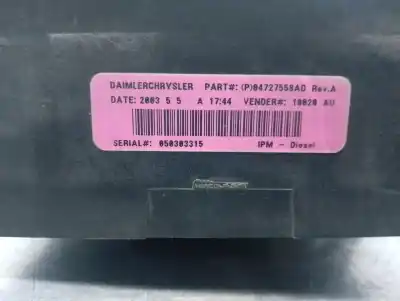 DAIMLERCHRYSLER PART#: (P)04727558AD Rev.A
DATE: 2003 5 5 A 17:44 VENDER#: 10020 AU
SERIAL#: 050303315 IPM - Diesel